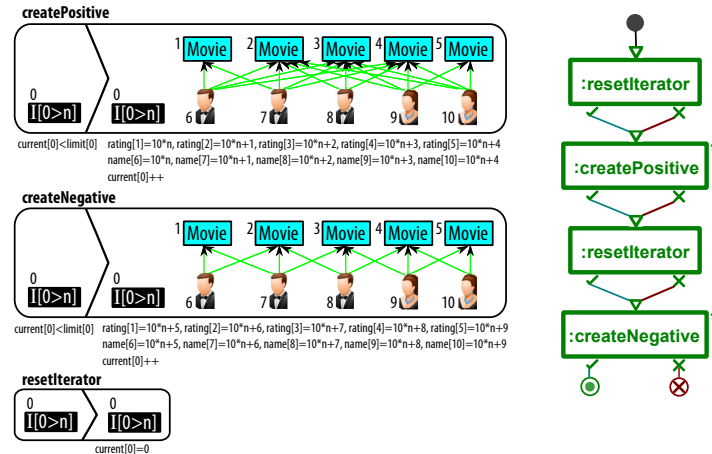 createPositive
1 Movie 2 Movie 3 Movie 4 Movie 5 Movie
0 0
I[0>n] I[0>n]
6 7 8 9 10
current[0]<limit[0] rating[1]=10*n, rating[2]=10*n+1, rating[3]=10*n+2, rating[4]=10*n+3, rating[5]=10*n+4
name[6]=10*n, name[7]=10*n+1, name[8]=10*n+2, name[9]=10*n+3, name[10]=10*n+4
current[0]++
createNegative
1 Movie 2 Movie 3 Movie 4 Movie 5 Movie
0 0
I[0>n] I[0>n]
6 7 8 9 10
current[0]<limit[0] rating[1]=10*n+5, rating[2]=10*n+6, rating[3]=10*n+7, rating[4]=10*n+8, rating[5]=10*n+9
name[6]=10*n+5, name[7]=10*n+6, name[8]=10*n+7, name[9]=10*n+8, name[10]=10*n+9
current[0]++
resetIterator
0 0
I[0>n] I[0>n]
current[0]=0
:resetIterator
:createPositive
:resetIterator
:createNegative